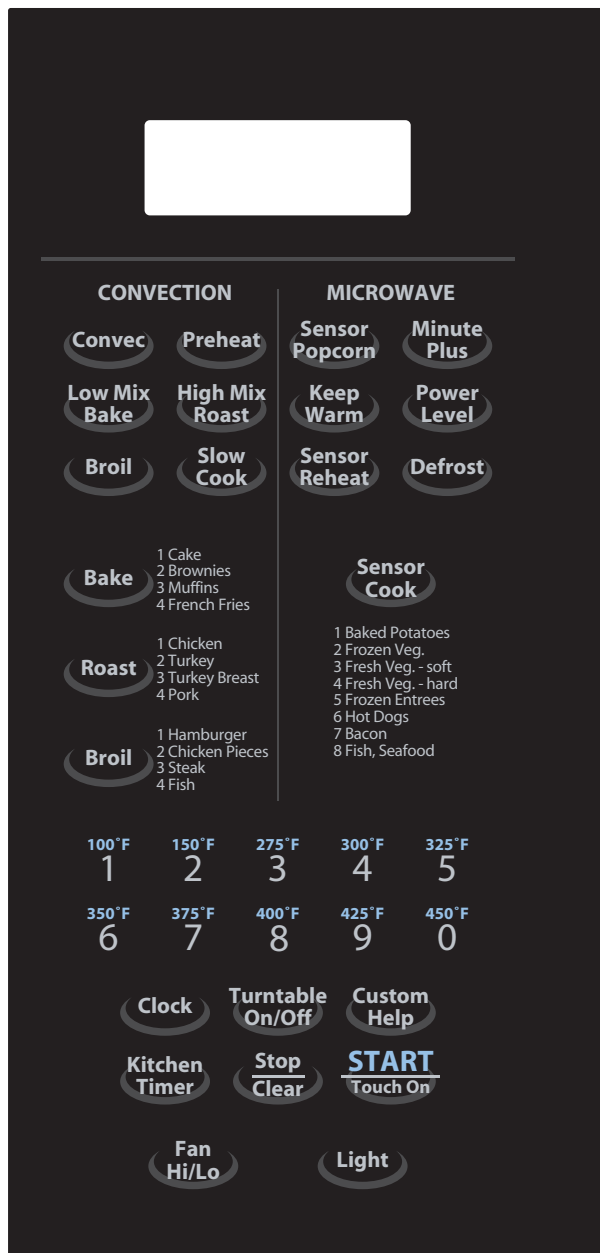 CONVECTION
MICROWAVE
Convec
Preheat
Sensor
Popcorn
Minute
Plus
Low Mix
Bake
High Mix
Roast
Keep
Warm
Power
Level
Broil
Slow
Cook
Sensor
Reheat
Defrost
Bake
1 Cake
2 Brownies
3 Muffins
4 French Fries
Roast
1 Chicken
2 Turkey
3 Turkey Breast
4 Pork
Broil
1 Hamburger
2 Chicken Pieces
3 Steak
4 Fish
Sensor
Cook
1 Baked Potatoes
2 Frozen Veg.
3 Fresh Veg. - soft
4 Fresh Veg. - hard
5 Frozen Entrees
6 Hot Dogs
7 Bacon
8 Fish, Seafood
100˚F
1
150˚F
2
275˚F
3
300˚F
4
325˚F
5
350˚F
6
375˚F
7
400˚F
8
425˚F
9
450˚F
0
Clock
Turntable
On/Off
Custom
Help
Kitchen
Timer
Stop
Clear
START
Touch On
Fan
Hi/Lo
Light